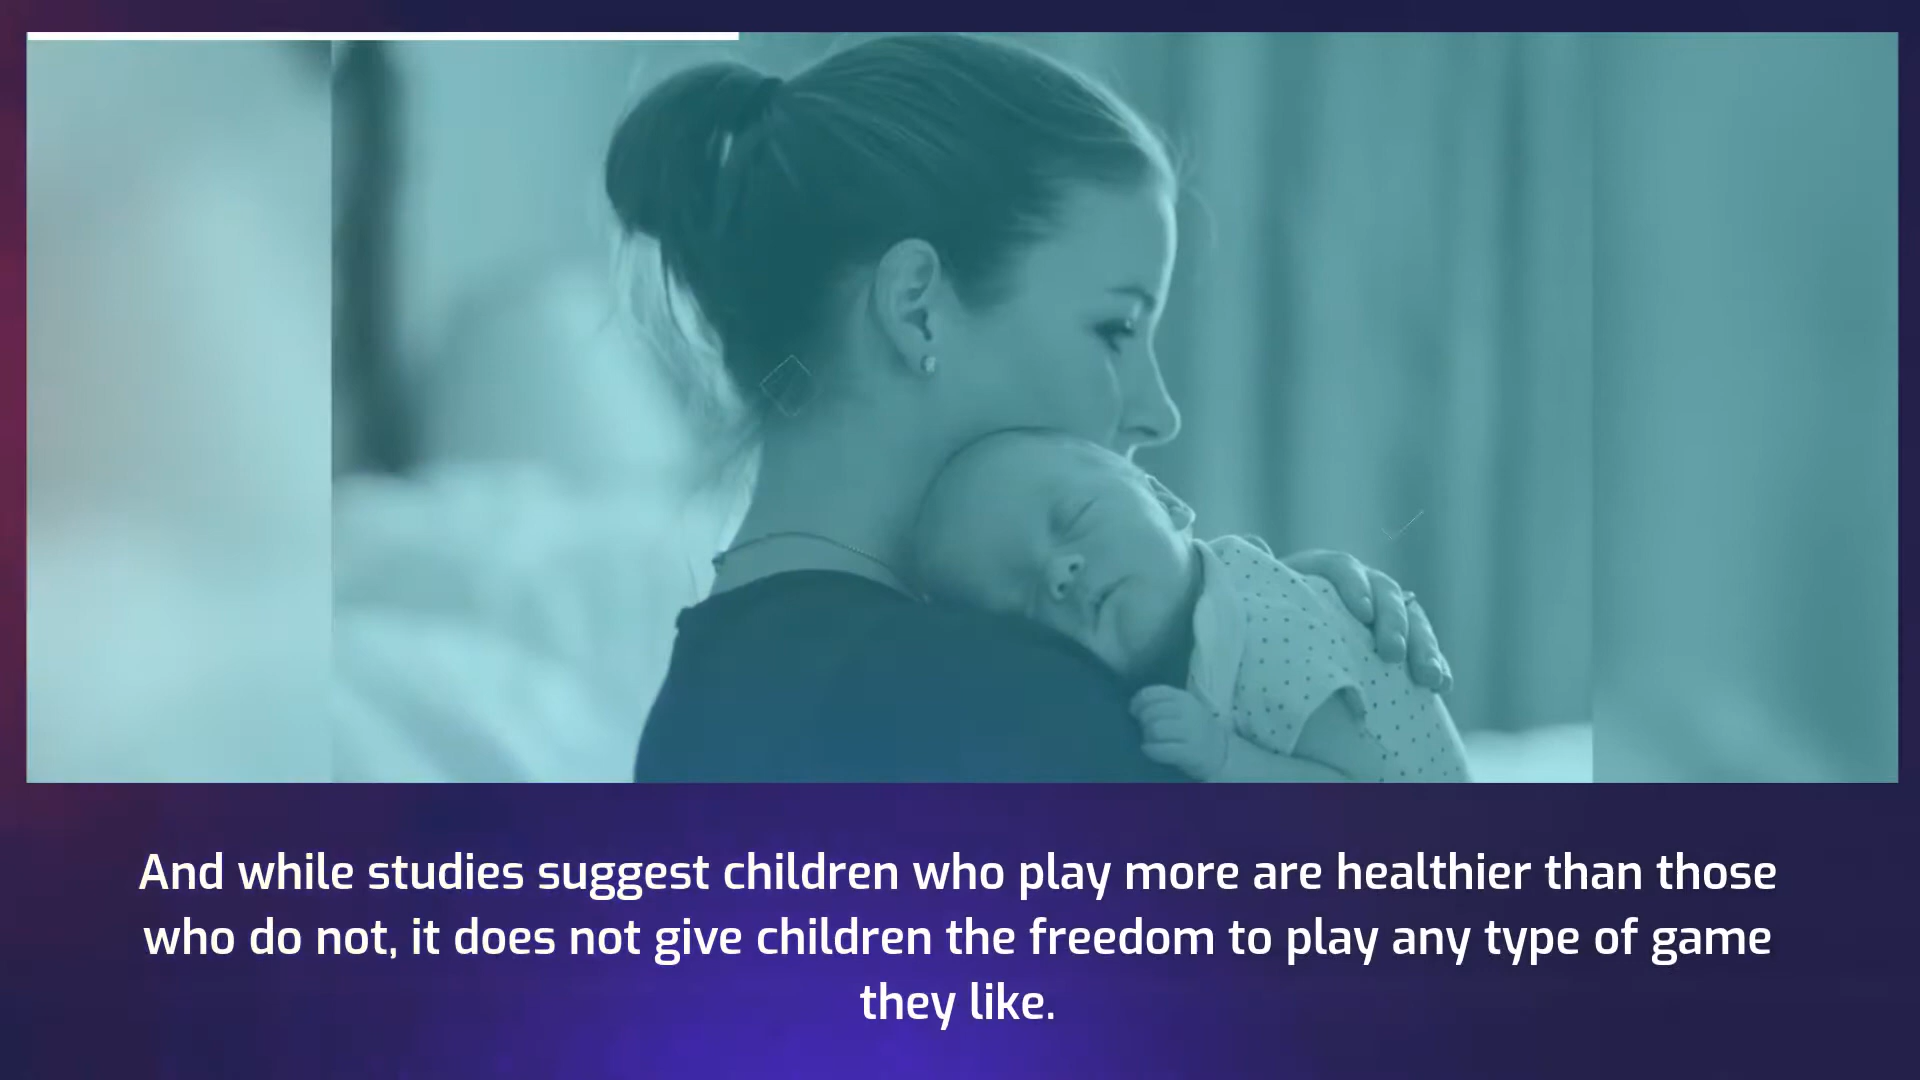 And while studies suggest children who play more are healthier than those
who do not, it does not give children the freedom to play any type of game
they like.